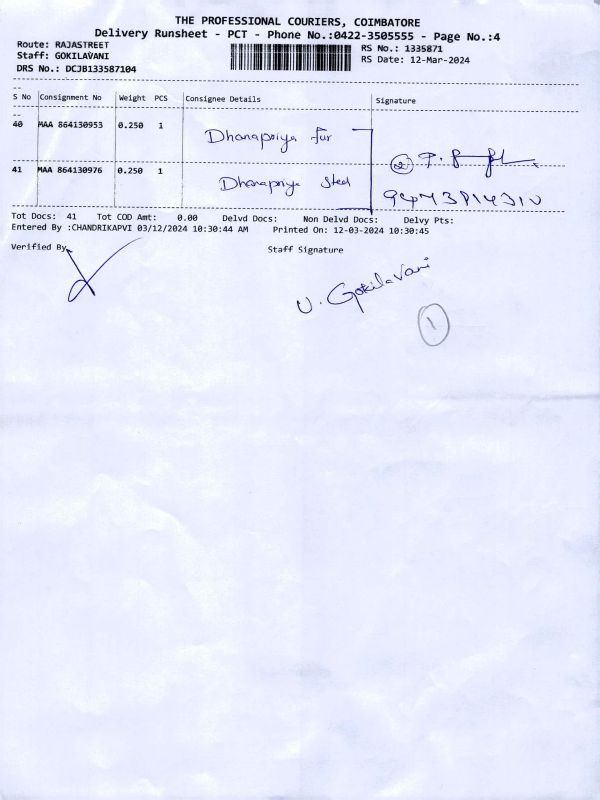 THE PROFESSIONAL COURIERS, COIMBATORE
Delivery Runsheet - PCT - Phone No.:0422-3505555 - Page No.:4
Route: RAJASTREET
Staff: GOKILAVANI
DRS No.: DCJB133587104
RS No.: 1335871
RS Date: 12-Mar-2024
S No Consignment No Weight PCS Consignee Details Signature
40 MAA 864130953 0.250 1 Dhanapriya Fur
41 MAA 864130976 0.250 1 Dhanapriya Steel
2
Tot Docs: 41 Tot COD Amt: 0.00 Delvd Docs: Non Delvd Docs: Delvy Pts:
Entered By :CHANDRIKAPVI 03/12/2024 10:30:44 AM Printed On: 12-03-2024 10:30:45
Verified By
Staff Signature
U. Gokilavani
1